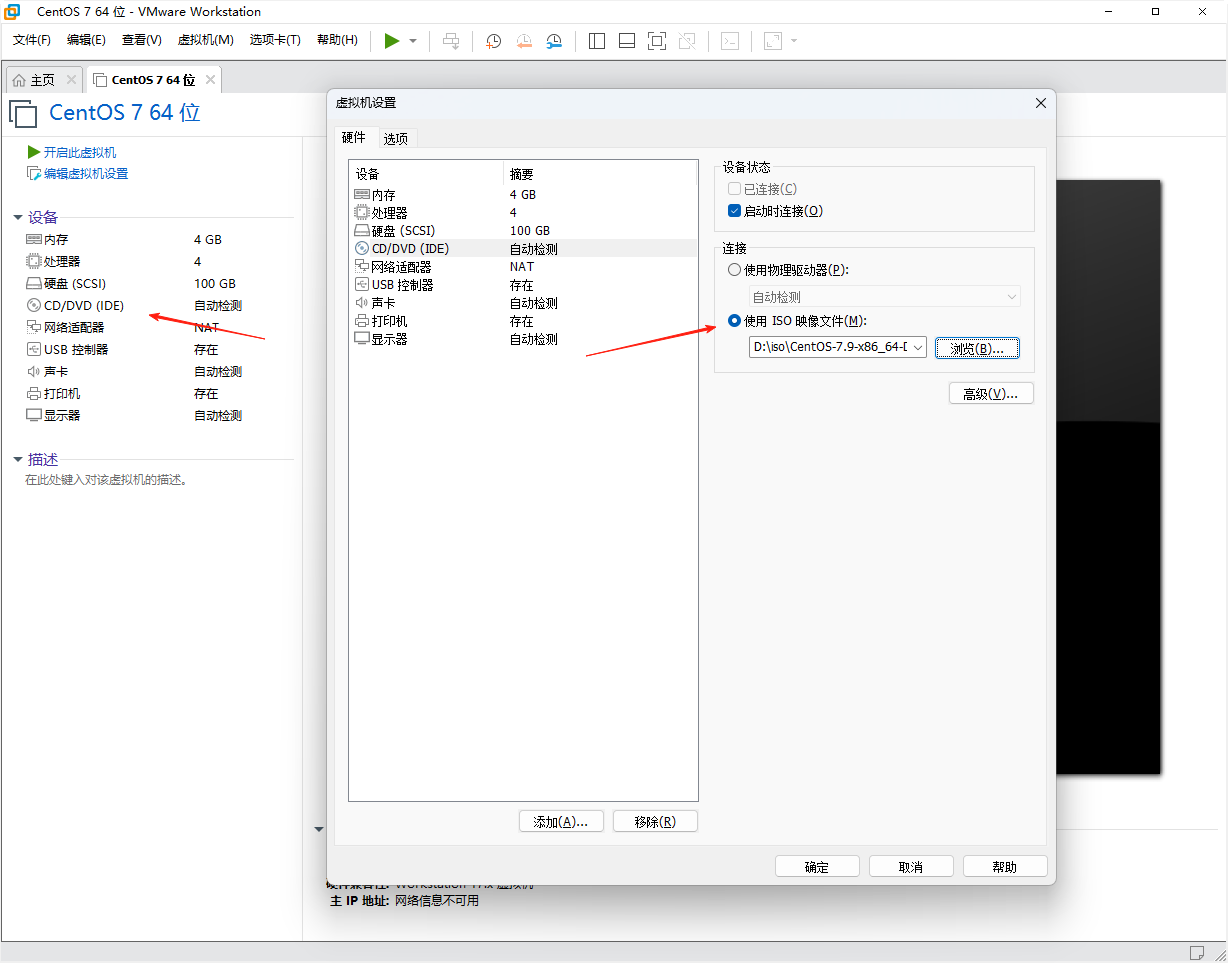 CentOS 7 64 位 - VMware Workstation
文件(F) 编辑(E) 查看(V) 虚拟机(M) 选项卡(T) 帮助(H)
主页 CentOS 7 64 位
CentOS 7 64 位
开启此虚拟机
编辑虚拟机设置
设备
内存 4 GB
处理器 4
硬盘 (SCSI) 100 GB
CD/DVD (IDE) 自动检测
网络适配器 NAT
USB 控制器 存在
声卡 自动检测
打印机 存在
显示器 自动检测
描述
在此处键入对该虚拟机的描述。
虚拟机设置
硬件 选项
设备 摘要
内存 4 GB
处理器 4
硬盘 (SCSI) 100 GB
CD/DVD (IDE) 自动检测
网络适配器 NAT
USB 控制器 存在
声卡 自动检测
打印机 存在
显示器 自动检测
添加(A)... 移除(R)
设备状态
已连接(C)
启动时连接(O)
连接
使用物理驱动器(P):
自动检测
使用 ISO 映像文件(M):
D:\iso\CentOS-7.9-x86_64-D 浏览(B)...
高级(V)...
确定 取消 帮助
硬件兼容性: Workstation 17.x 虚拟机
主 IP 地址: 网络信息不可用